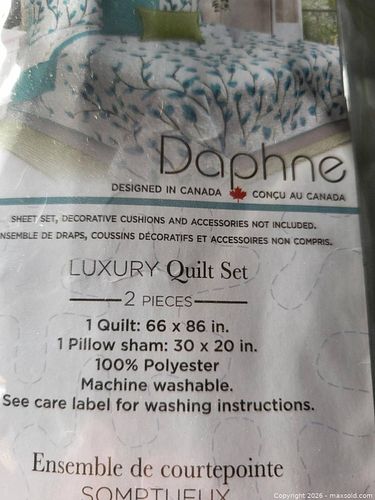 Daphne
DESIGNED IN CANADA CONÇU AU CANADA
SHEET SET, DECORATIVE CUSHIONS AND ACCESSORIES NOT INCLUDED.
ENSEMBLE DE DRAPS, COUSSINS DÉCORATIFS ET ACCESSOIRES NON COMPRIS.
LUXURY Quilt Set
2 PIECES
1 Quilt: 66 x 86 in.
1 Pillow sham: 30 x 20 in.
100% Polyester
Machine washable.
See care label for washing instructions.
Ensemble de courtepointe
SOMPTUEUX
Copyright 2026 - maxsold.com